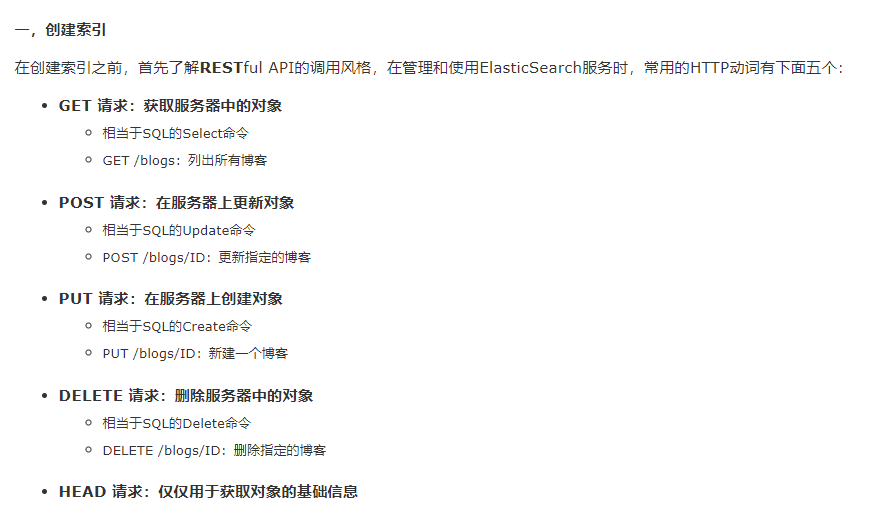 一，创建索引
在创建索引之前，首先了解RESTful API的调用风格，在管理和使用ElasticSearch服务时，常用的HTTP动词有下面五个：
GET 请求：获取服务器中的对象
相当于SQL的Select命令
GET /blogs：列出所有博客
POST 请求：在服务器上更新对象
相当于SQL的Update命令
POST /blogs/ID：更新指定的博客
PUT 请求：在服务器上创建对象
相当于SQL的Create命令
PUT /blogs/ID：新建一个博客
DELETE 请求：删除服务器中的对象
相当于SQL的Delete命令
DELETE /blogs/ID：删除指定的博客
HEAD 请求：仅仅用于获取对象的基础信息